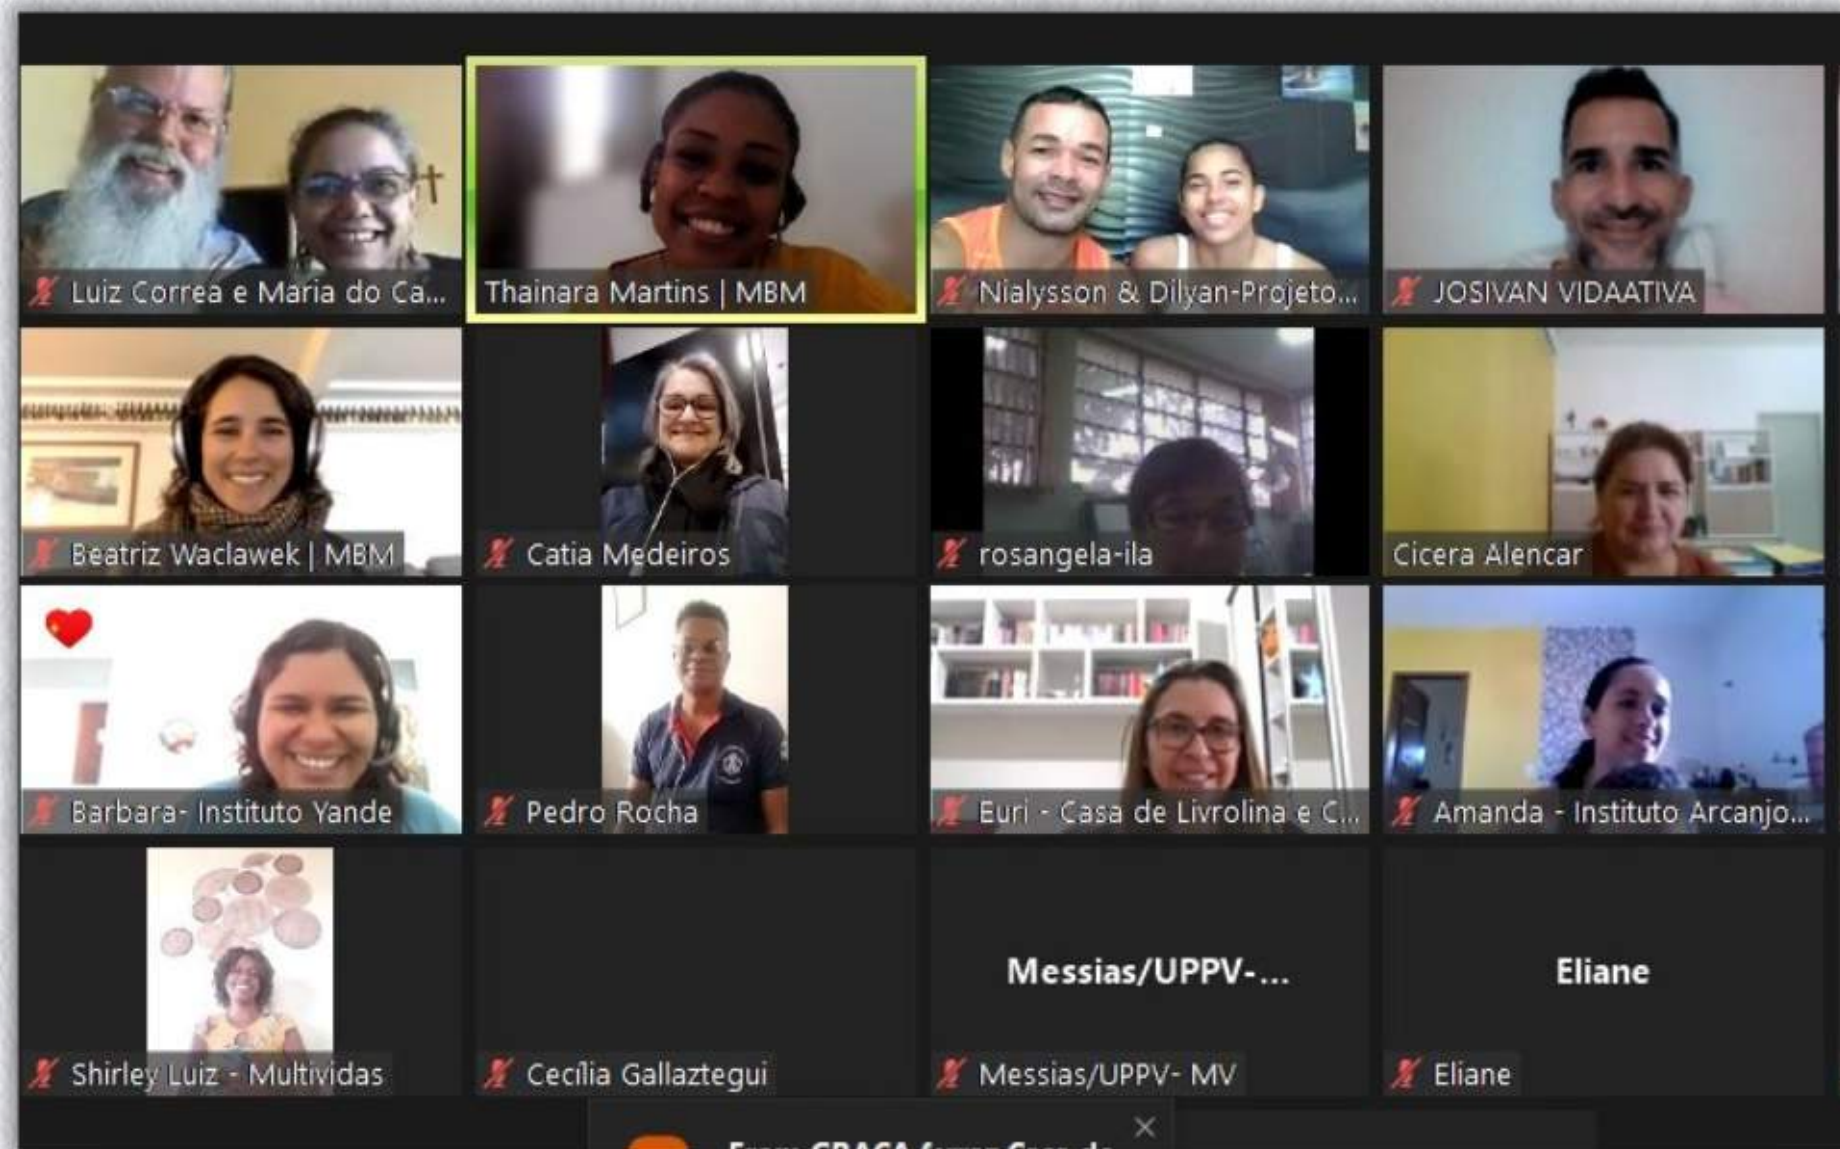 Luiz Correa e Maria do Ca...
Thainara Martins | MBM
Nialysson & Dilyan-Projeto...
JOSIVAN VIDAATIVA
Beatriz Waclawek | MBM
Catia Medeiros
rosangela-ila
Cicera Alencar
Barbara- Instituto Yande
Pedro Rocha
Euri - Casa de Livrolina e C...
Amanda - Instituto Arcanjo...
Messias/UPPV-...
Eliane
Shirley Luiz - Multividas
Cecília Gallaztegui
Messias/UPPV- MV
Eliane